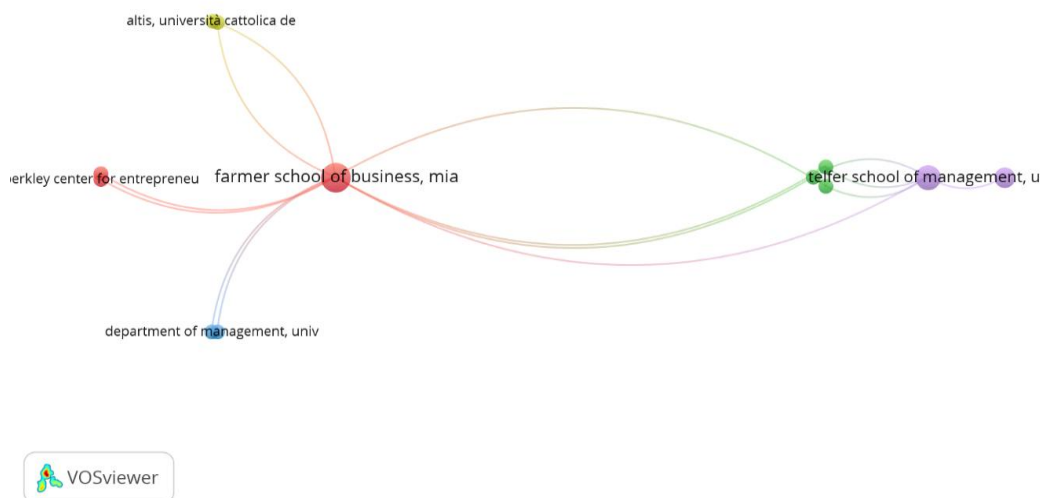 altis, università cattolica de
berkley center for entrepreneu
farmer school of business, mia
telfer school of management, u
department of management, univ
VOSviewer